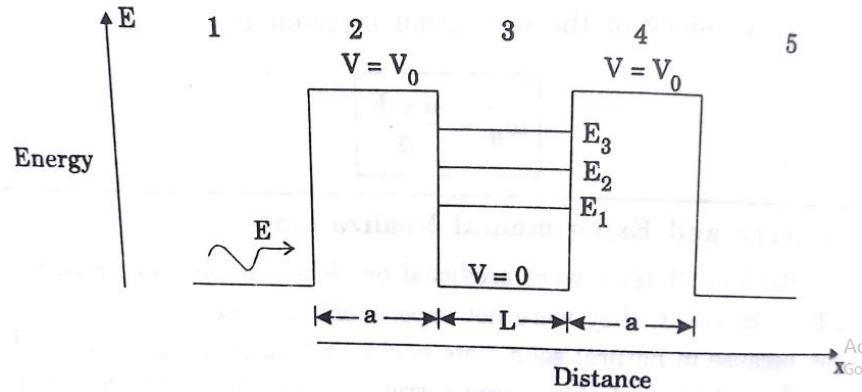 E
1 2 3 4 5
V = V0 V = V0
E3
Energy
E2
E1
E
V = 0
a L a
x
Distance